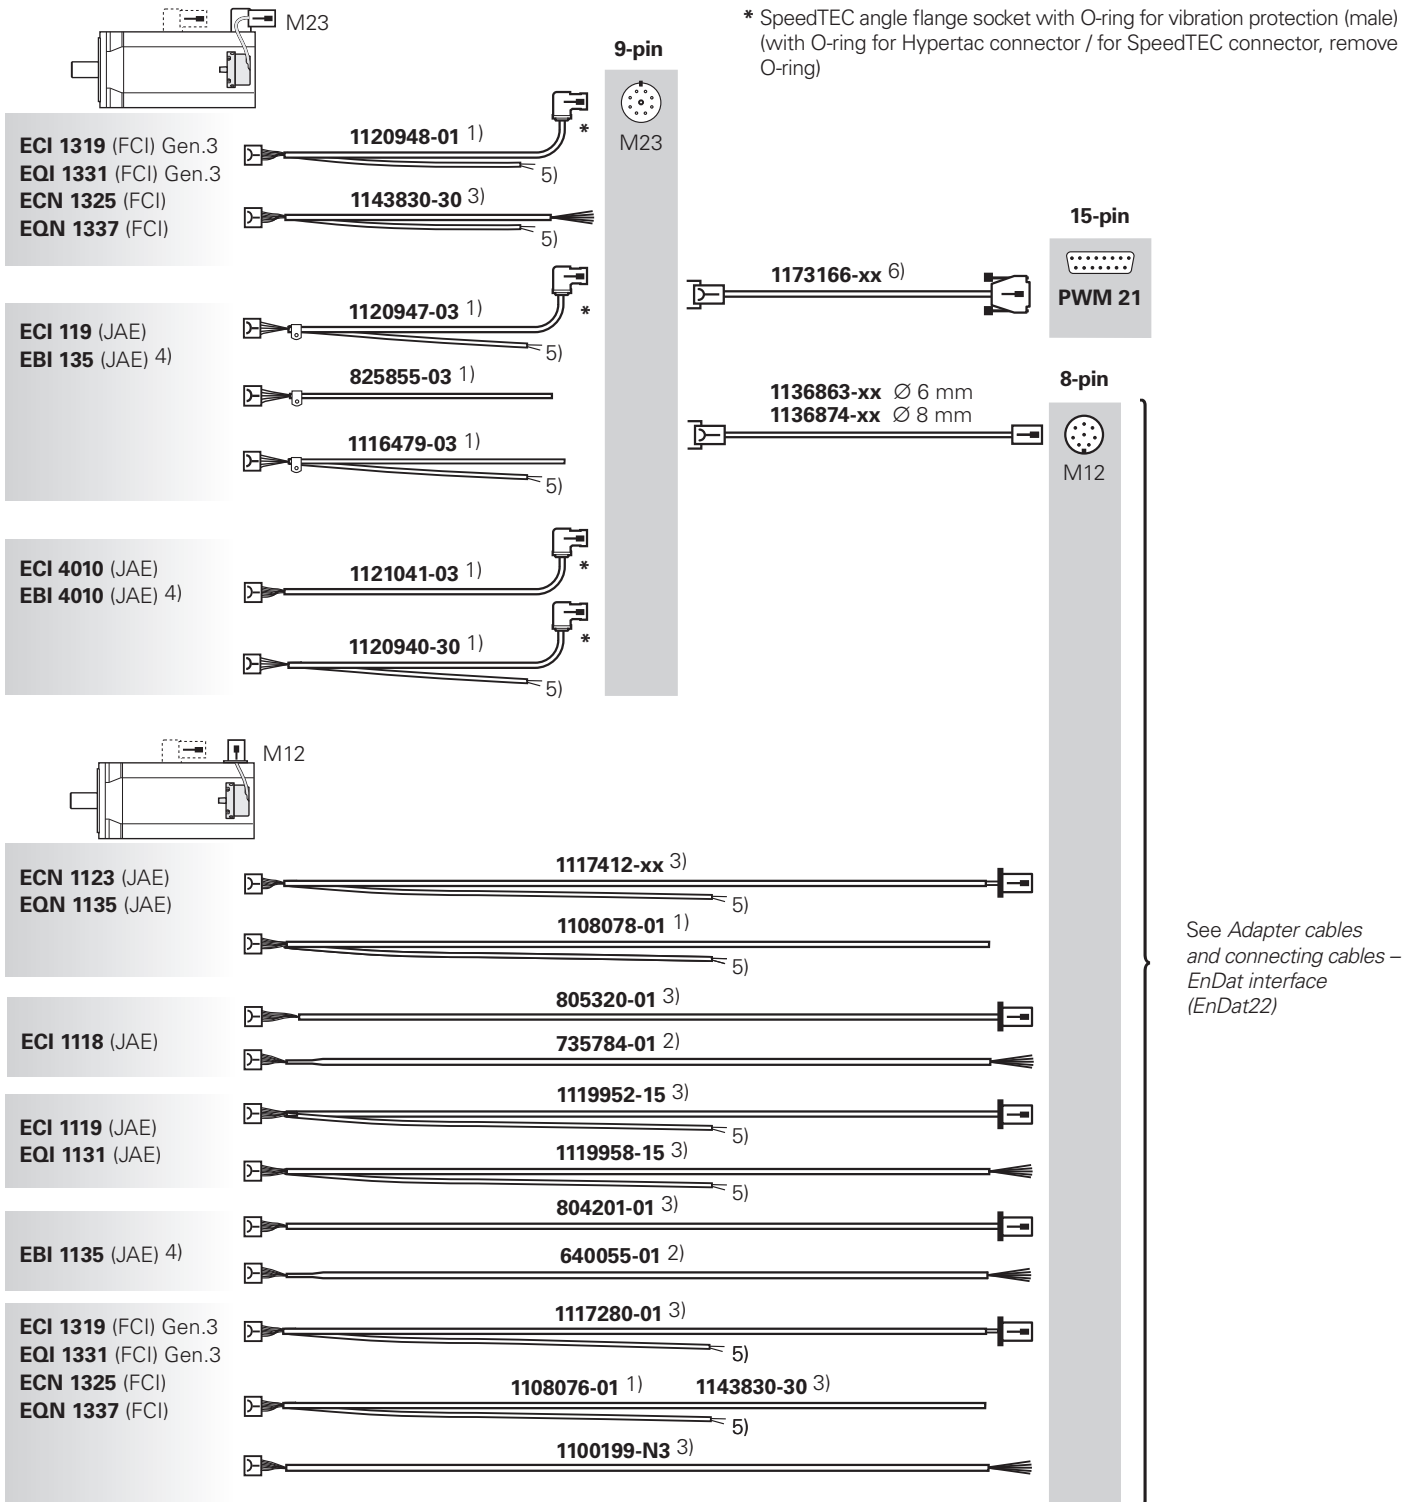 M23
* SpeedTEC angle flange socket with O-ring for vibration protection (male)
(with O-ring for Hypertac connector / for SpeedTEC connector, remove
O-ring)
9-pin
M23
ECI 1319 (FCI) Gen.3
EQI 1331 (FCI) Gen.3
ECN 1325 (FCI)
EQN 1337 (FCI)
1120948-01 1)
*
5)
1143830-30 3)
5)
15-pin
PWM 21
1173166-xx 6)
ECI 119 (JAE)
EBI 135 (JAE) 4)
1120947-03 1)
*
5)
825855-03 1)
1116479-03 1)
5)
1136863-xx Ø 6 mm
1136874-xx Ø 8 mm
8-pin
M12
ECI 4010 (JAE)
EBI 4010 (JAE) 4)
1121041-03 1)
*
1120940-30 1)
*
5)
M12
ECN 1123 (JAE)
EQN 1135 (JAE)
1117412-xx 3)
5)
1108078-01 1)
5)
See Adapter cables
and connecting cables –
EnDat interface
(EnDat22)
ECI 1118 (JAE)
805320-01 3)
735784-01 2)
ECI 1119 (JAE)
EQI 1131 (JAE)
1119952-15 3)
5)
1119958-15 3)
5)
EBI 1135 (JAE) 4)
804201-01 3)
640055-01 2)
ECI 1319 (FCI) Gen.3
EQI 1331 (FCI) Gen.3
ECN 1325 (FCI)
EQN 1337 (FCI)
1117280-01 3)
5)
1108076-01 1) 1143830-30 3)
5)
1100199-N3 3)